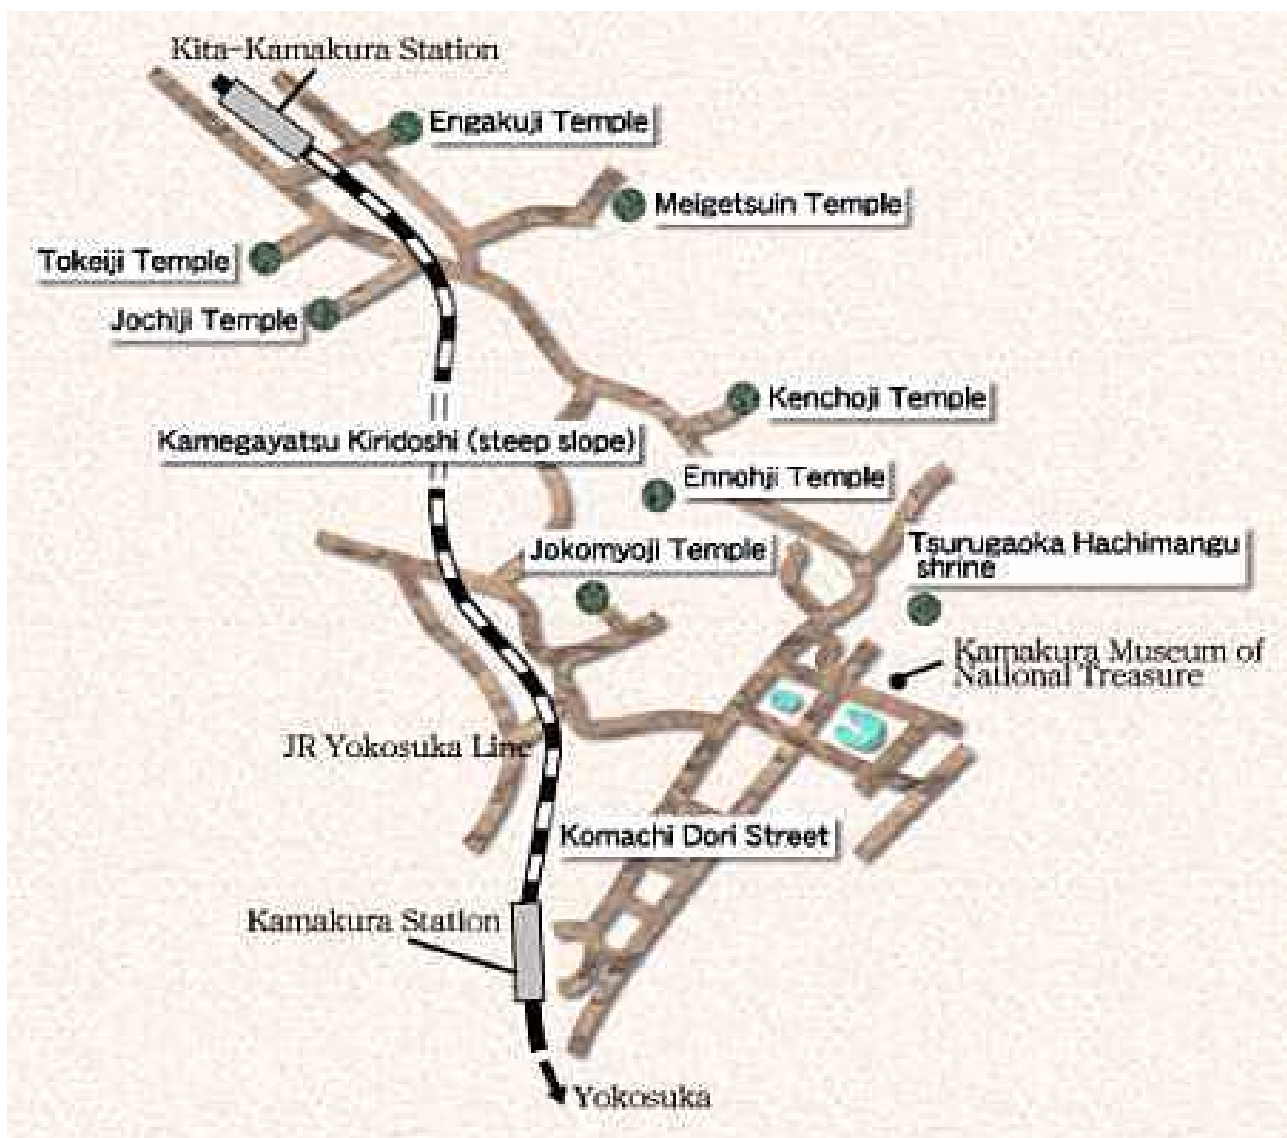 Kita-Kamakura Station
Engakuji Temple
Meigetsuin Temple
Tokeiji Temple
Jochiji Temple
Kenchoji Temple
Kamegayatsu Kiridoshi (steep slope)
Ennohji Temple
Tsurugaoka Hachimangu
shrine
Jokomyoji Temple
Kamakura Museum of
National Treasure
JR Yokosuka Line
Komachi Dori Street
Kamakura Station
Yokosuka